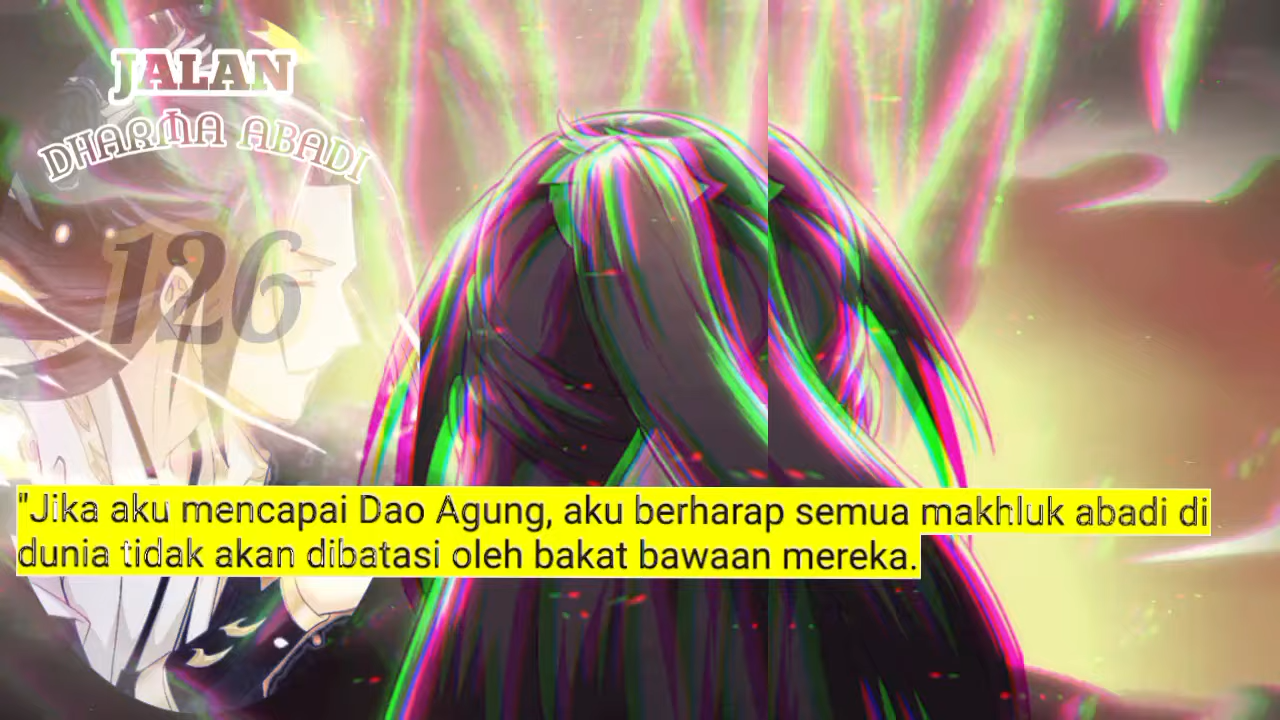 JALAN
DHARMA ABADI
126
"Jika aku mencapai Dao Agung, aku berharap semua makhluk abadi di
dunia tidak akan dibatasi oleh bakat bawaan mereka.